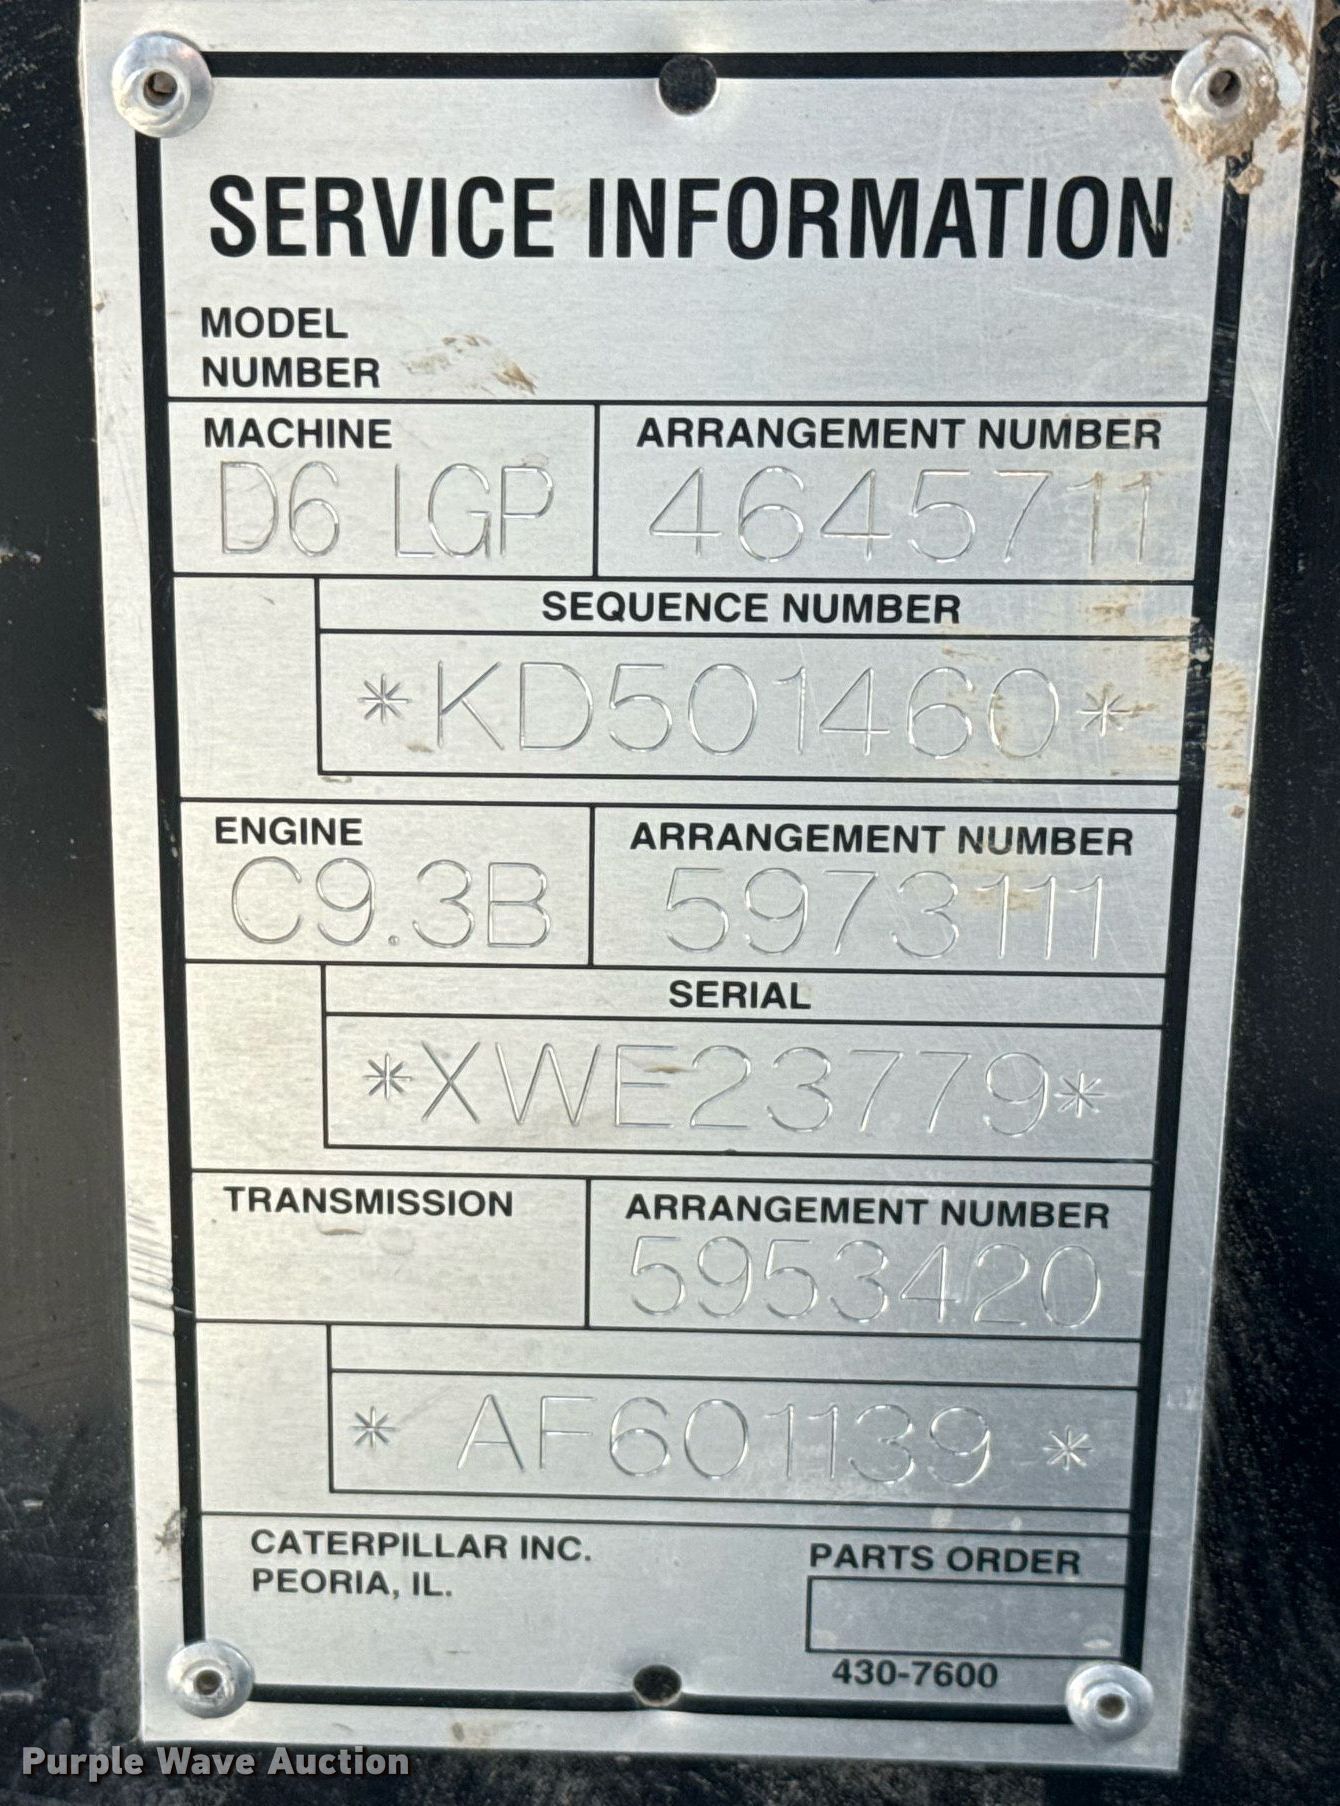 SERVICE INFORMATION
MODEL
NUMBER
MACHINE
D6 LGP
ARRANGEMENT NUMBER
4645711
SEQUENCE NUMBER
*KD501460*
ENGINE
C9.3B
ARRANGEMENT NUMBER
5973111
SERIAL
*XWE23779*
TRANSMISSION
ARRANGEMENT NUMBER
5953420
* AF601139 *
CATERPILLAR INC.
PEORIA, IL.
PARTS ORDER
430-7600
Purple Wave Auction